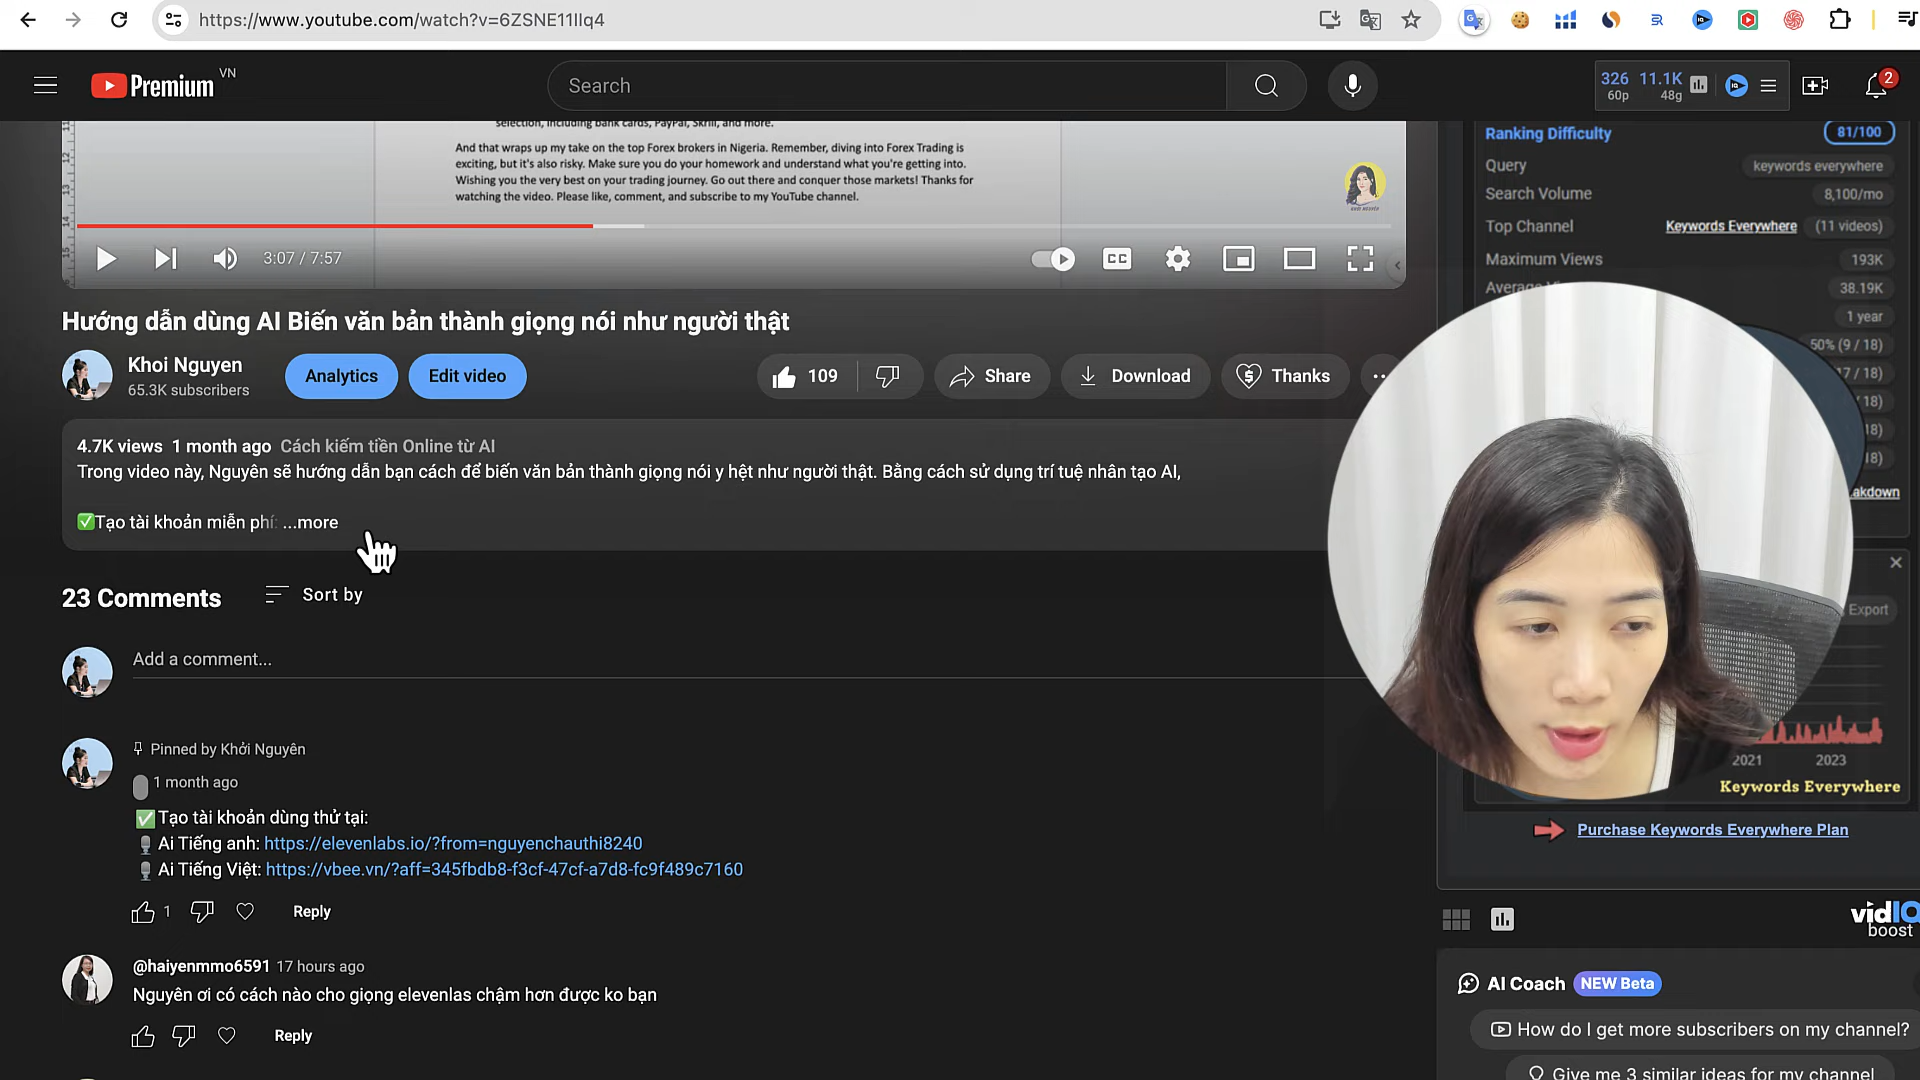 https://www.youtube.com/watch?v=6ZSNE11lIq4
Premium VN
Search
326 11.1K
60p 48g
2
selection, including bank cards, PayPal, Skrill, and more.
And that wraps up my take on the top Forex brokers in Nigeria. Remember, diving into Forex Trading is
exciting, but it's also risky. Make sure you do your homework and understand what you're getting into.
Wishing you the very best on your trading journey. Go out there and conquer those markets! Thanks for
watching the video. Please like, comment, and subscribe to my YouTube channel.
3:07 / 7:57
CC
Hướng dẫn dùng AI Biến văn bản thành giọng nói như người thật
Khoi Nguyen
65.3K subscribers
Analytics
Edit video
109
Share
Download
Thanks
4.7K views 1 month ago Cách kiếm tiền Online từ AI
Trong video này, Nguyên sẽ hướng dẫn bạn cách để biến văn bản thành giọng nói y hệt như người thật. Bằng cách sử dụng trí tuệ nhân tạo AI,
✅Tạo tài khoản miễn phí: ...more
23 Comments
Sort by
Add a comment...
Pinned by Khởi Nguyên
1 month ago
✅Tạo tài khoản dùng thử tại:
🎙Ai Tiếng anh: https://elevenlabs.io/?from=nguyenchauthi8240
🎙Ai Tiếng Việt: https://vbee.vn/?aff=345fbdb8-f3cf-47cf-a7d8-fc9f489c7160
1
Reply
@haiyenmmo6591 17 hours ago
Nguyên ơi có cách nào cho giọng elevenlas chậm hơn được ko bạn
Reply
Ranking Difficulty 81/100
Query keywords everywhere
Search Volume 8,100/mo
Top Channel Keywords Everywhere (11 videos)
Maximum Views 193K
Average 38.19K
1 year
50% (9 / 18)
17 / 18)
/ 18)
18)
18)
akdown
Export
2021 2023
Keywords Everywhere
Purchase Keywords Everywhere Plan
vidIQ
boost
AI Coach NEW Beta
How do I get more subscribers on my channel?
Give me 3 similar ideas for my channel